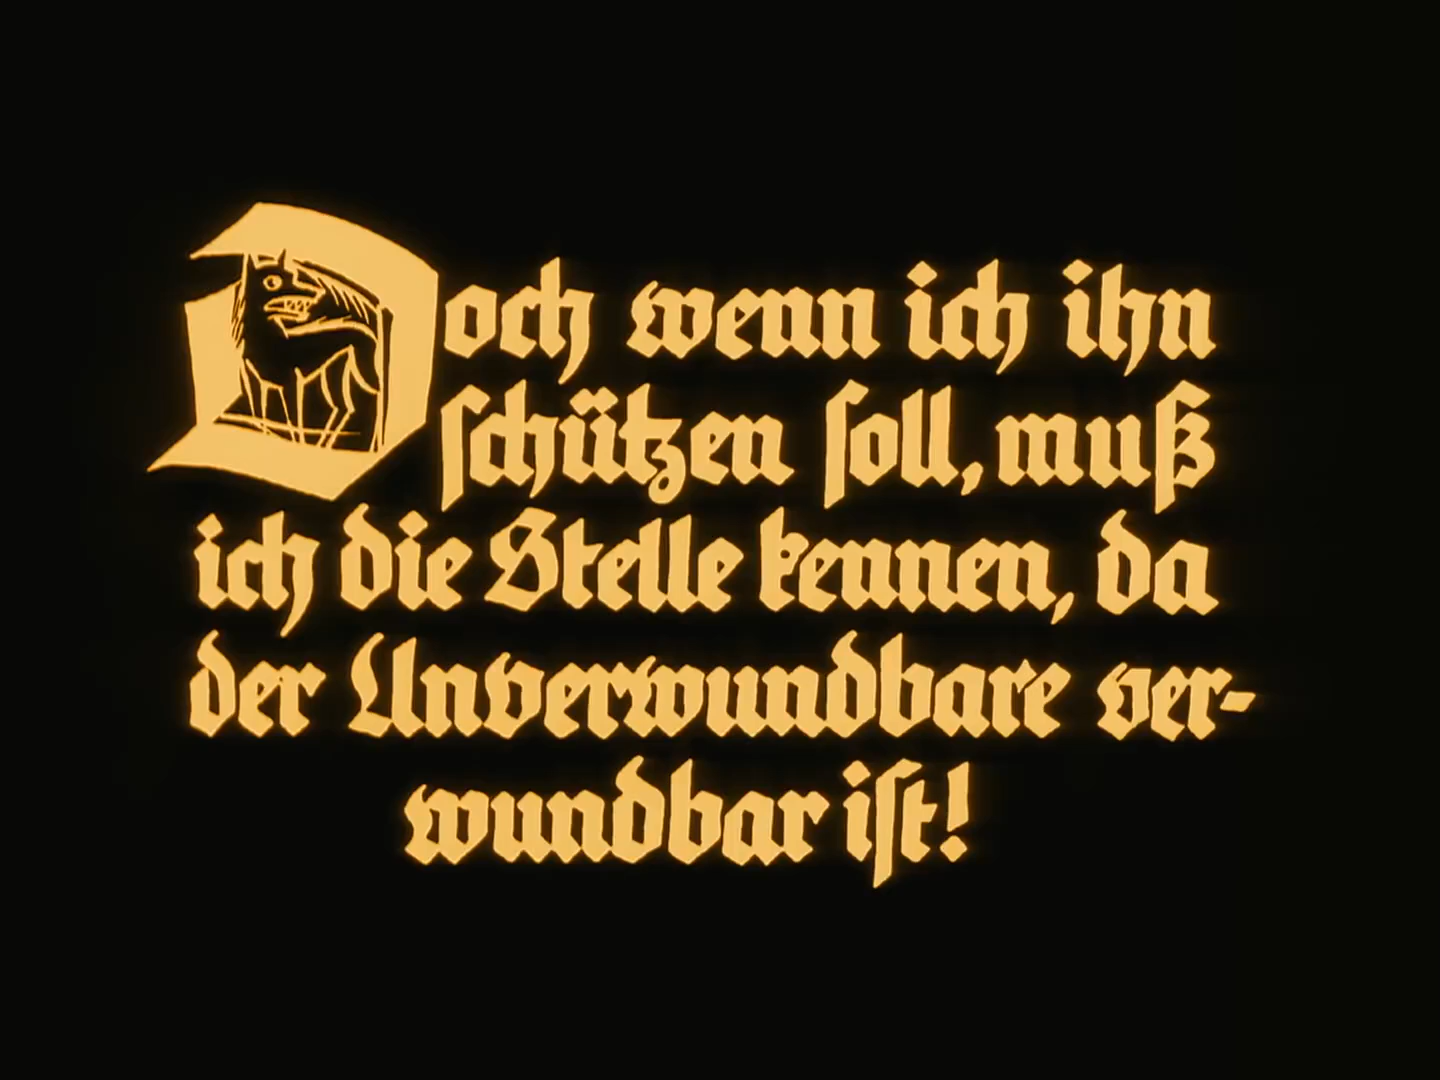 Doch wenn ich ihn
schützen soll, muß
ich die Stelle kennen, da
der Unverwundbare ver-
wundbar ist!